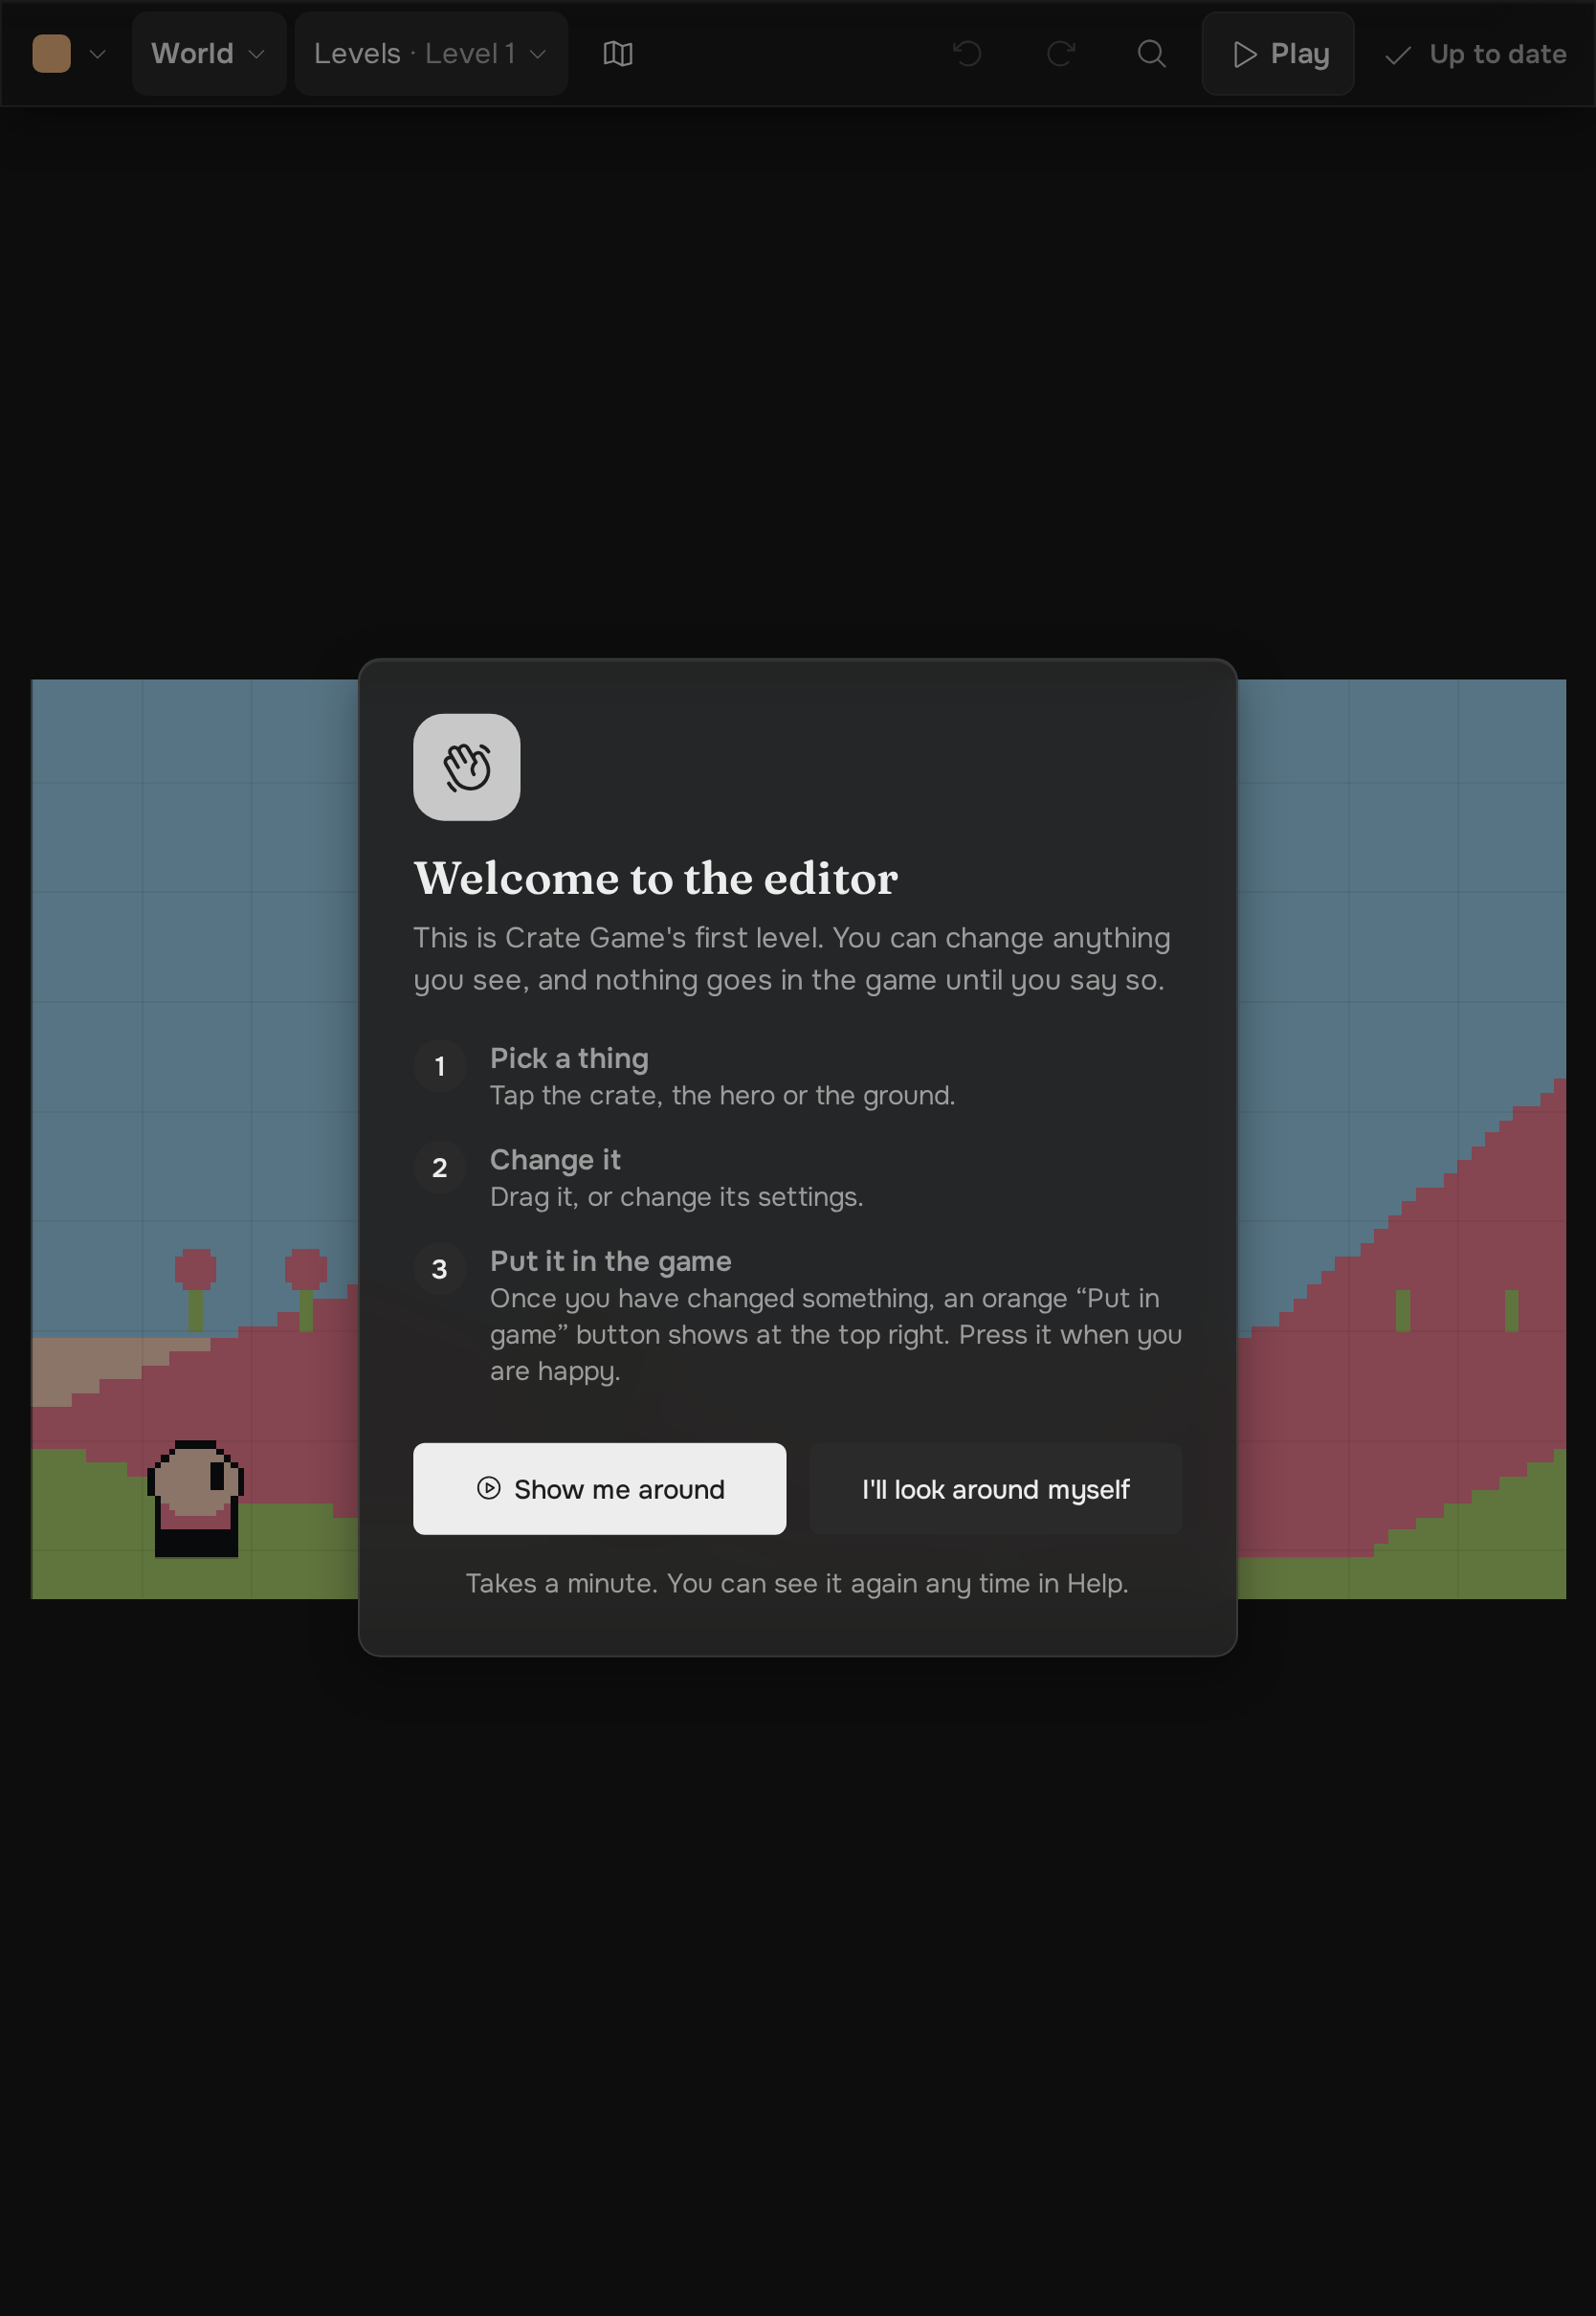 World
Levels · Level 1
Play
Up to date
Welcome to the editor
This is Crate Game's first level. You can change anything
you see, and nothing goes in the game until you say so.
1
Pick a thing
Tap the crate, the hero or the ground.
2
Change it
Drag it, or change its settings.
3
Put it in the game
Once you have changed something, an orange “Put in
game” button shows at the top right. Press it when you
are happy.
Show me around
I'll look around myself
Takes a minute. You can see it again any time in Help.